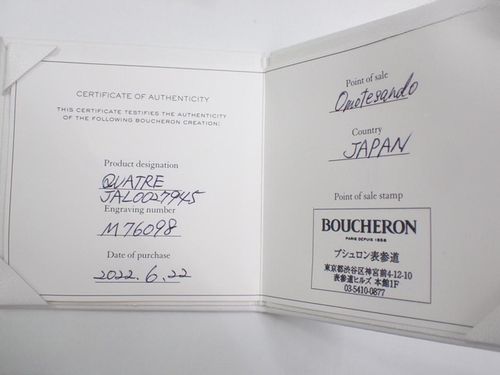 CERTIFICATE OF AUTHENTICITY
THIS CERTIFICATE TESTIFIES THE AUTHENTICITY
OF THE FOLLOWING BOUCHERON CREATION:
Product designation
QUATRE
JAL0027945
Engraving number
M76098
Date of purchase
2022.6.22
Point of sale
Omotesando
Country
JAPAN
Point of sale stamp
BOUCHERON
PARIS DEPUIS 1858
ブシュロン表参道
東京都渋谷区神宮前4-12-10
表参道ヒルズ 本館1F
03-5410-0877